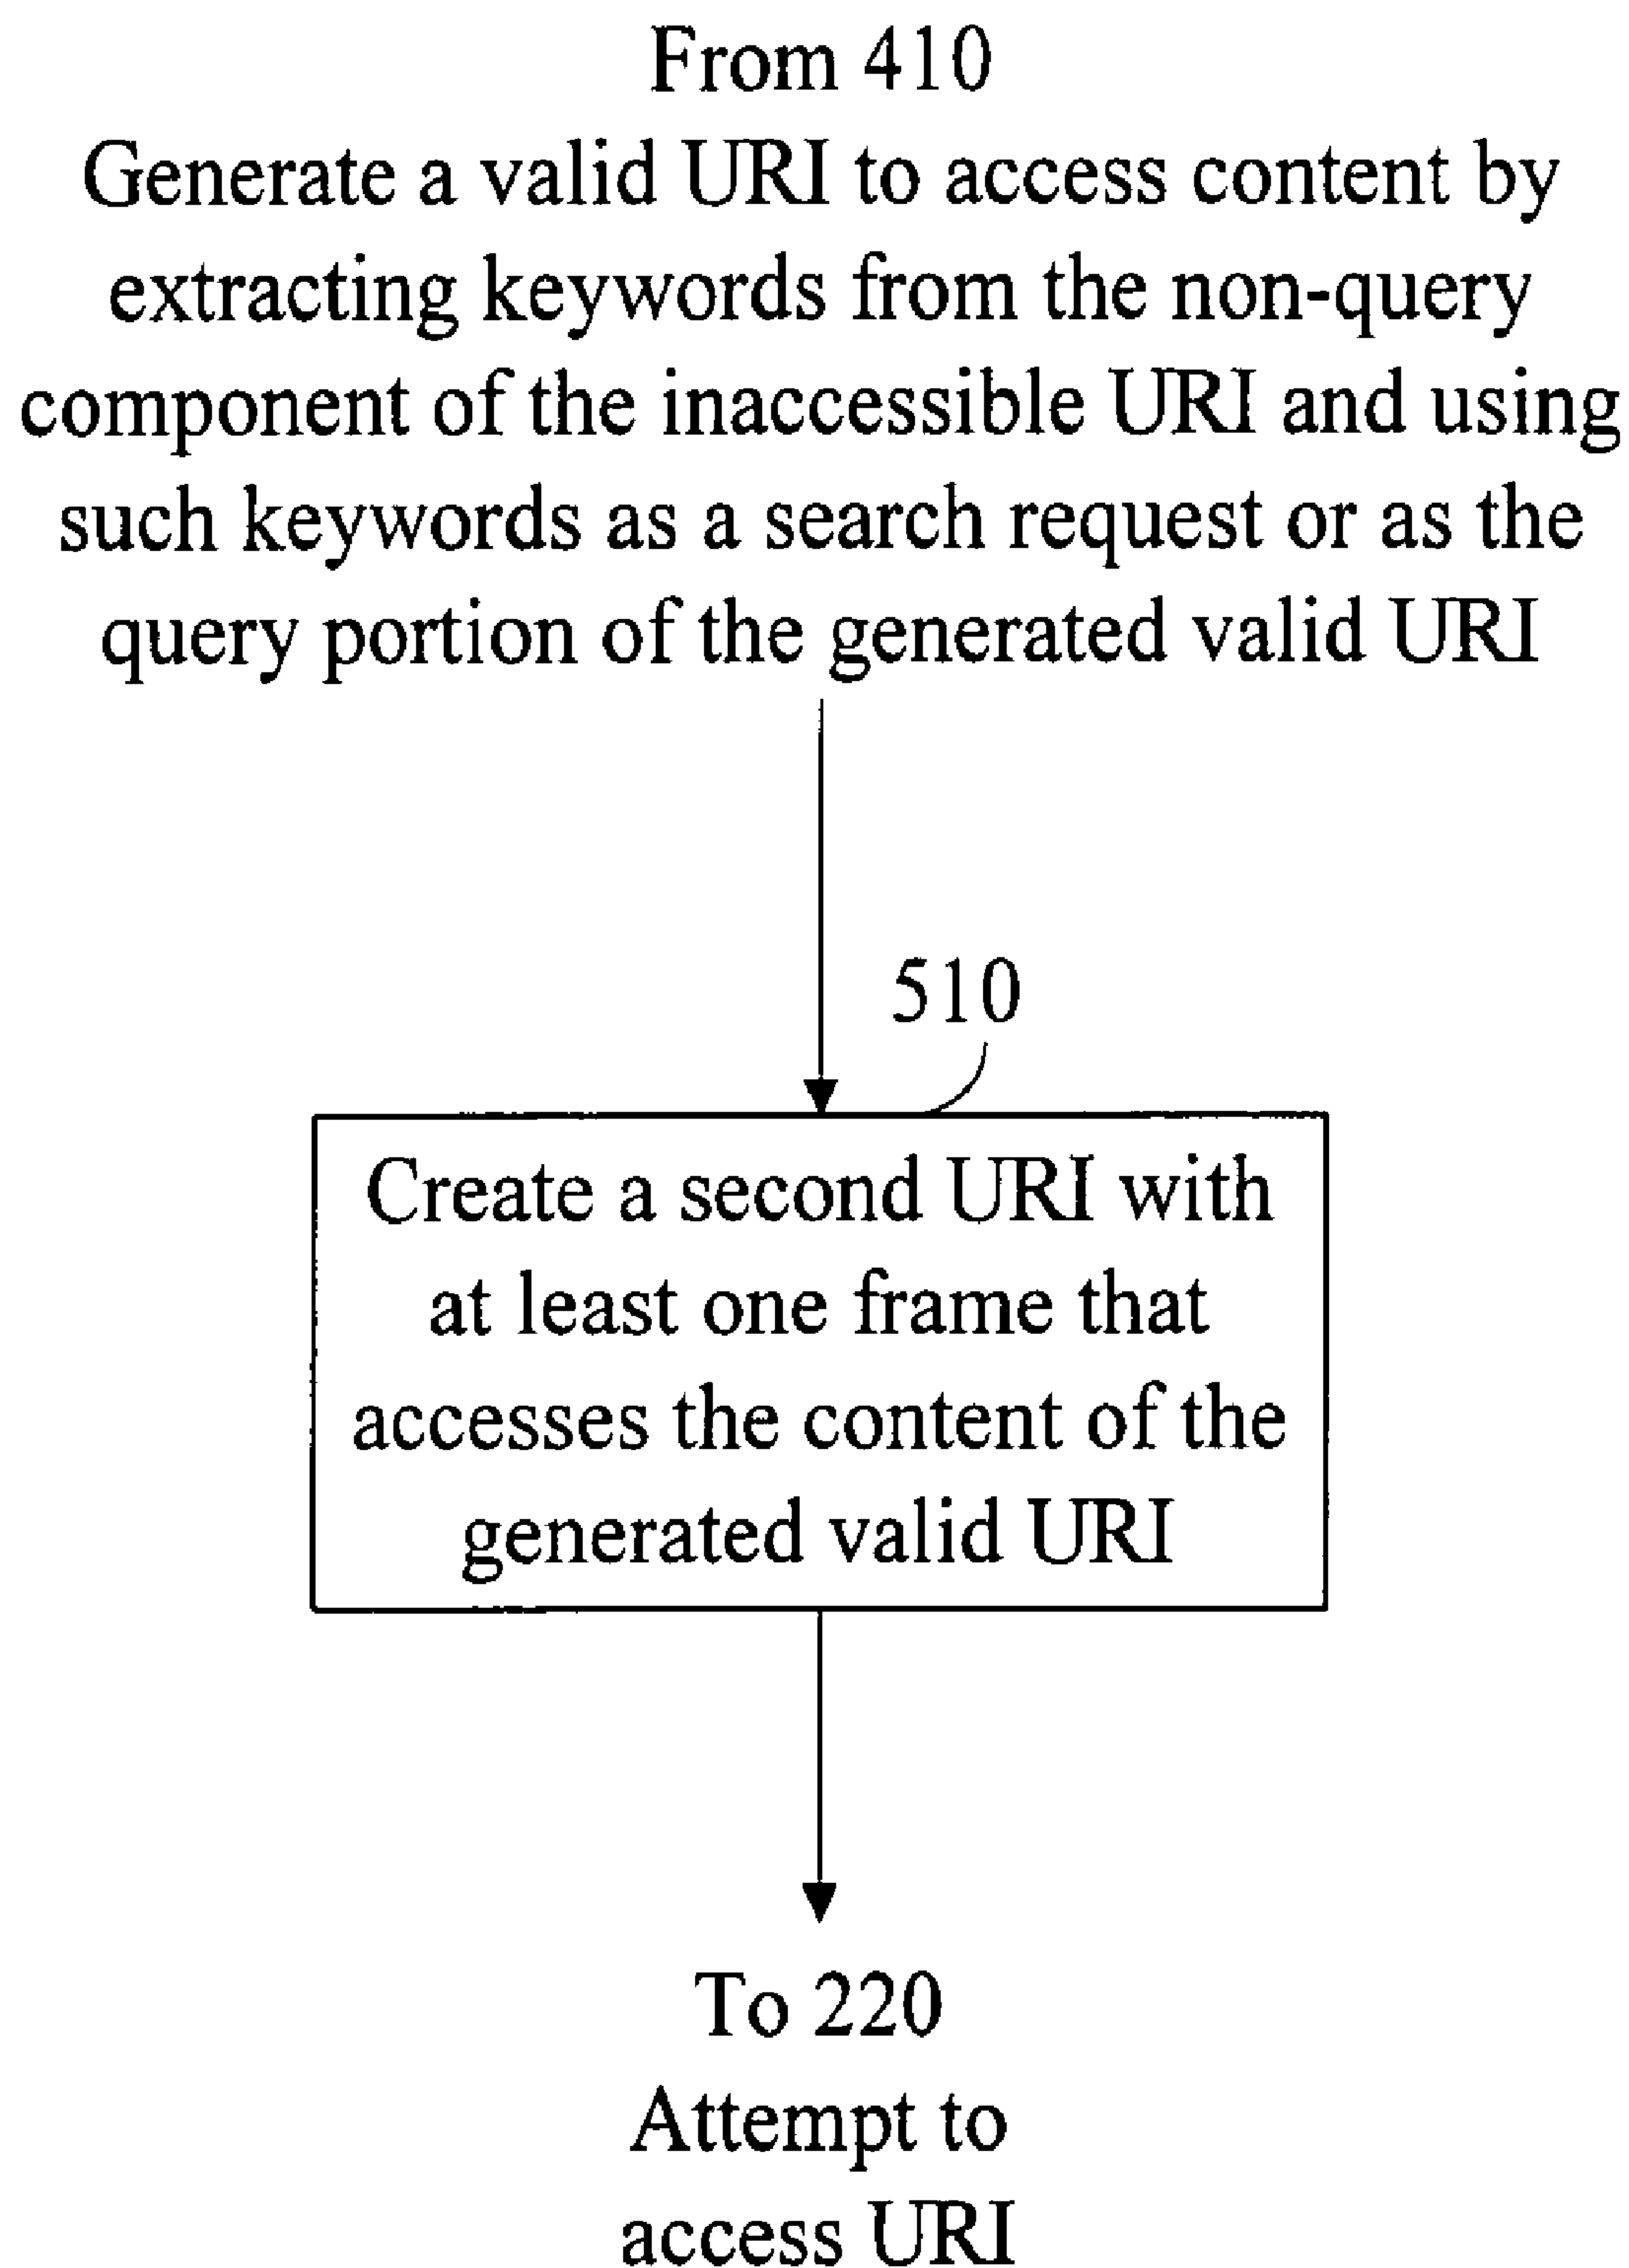 From 410
Generate a valid URI to access content by
extracting keywords from the non-query
component of the inaccessible URI and using
such keywords as a search request or as the
query portion of the generated valid URI
510
Create a second URI with
at least one frame that
accesses the content of the
generated valid URI
To 220
Attempt to
access URI